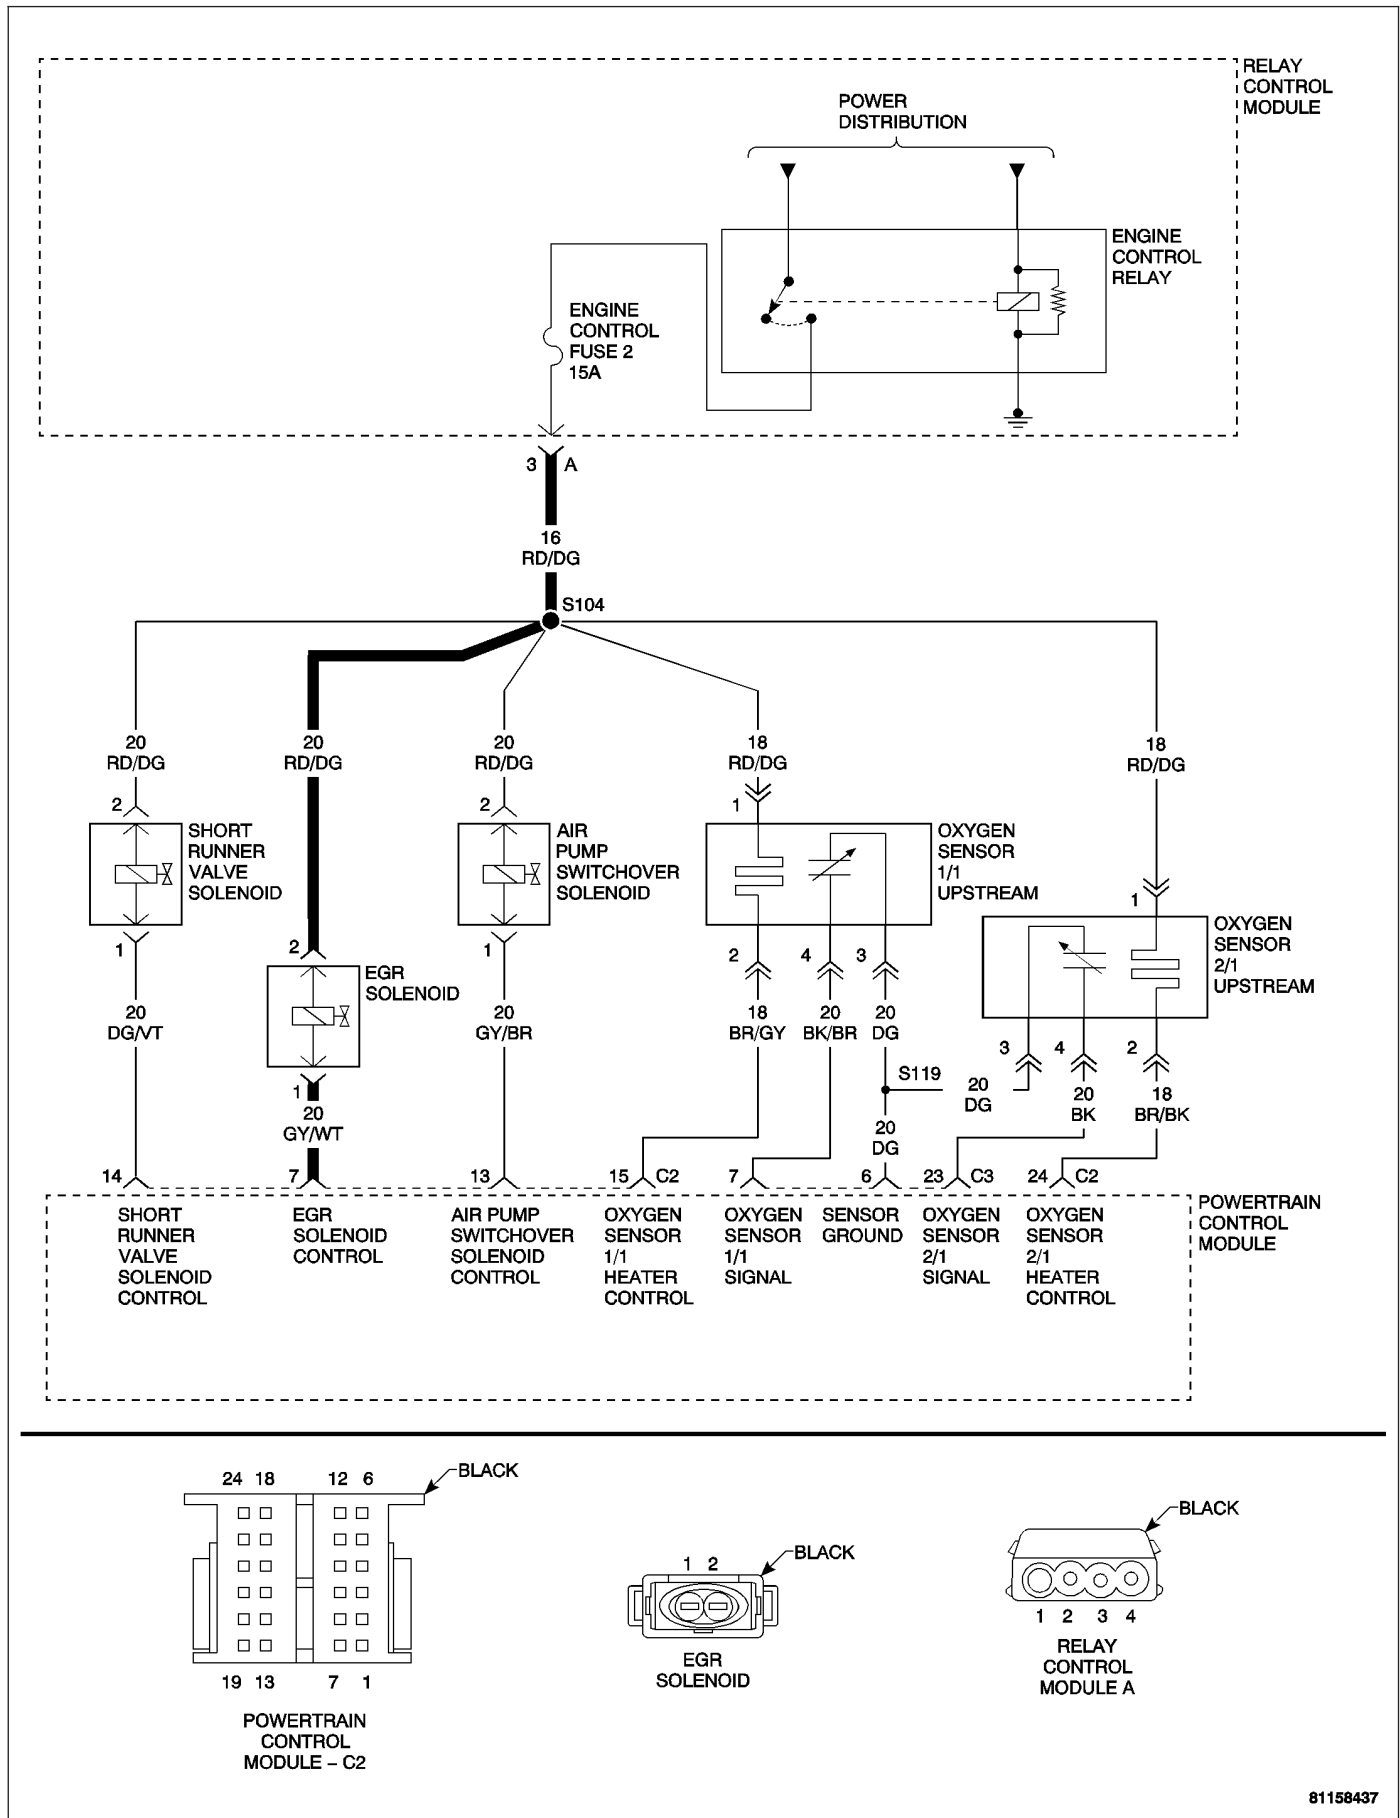 RELAY
CONTROL
MODULE
POWER
DISTRIBUTION
ENGINE
CONTROL
RELAY
ENGINE
CONTROL
FUSE 2
15A
3 A
16
RD/DG
S104
20
RD/DG
20
RD/DG
20
RD/DG
18
RD/DG
18
RD/DG
2
SHORT
RUNNER
VALVE
SOLENOID
1
2
EGR
SOLENOID
1
2
AIR
PUMP
SWITCHOVER
SOLENOID
1
1
OXYGEN
SENSOR
1/1
UPSTREAM
2 4 3
1
OXYGEN
SENSOR
2/1
UPSTREAM
3 4 2
20
DG/VT
20
GY/WT
20
GY/BR
18
BR/GY
20
BK/BR
20
DG
S119
20
DG
20
DG
20
BK
18
BR/BK
14 7 13 15 C2 7 6 23 C3 24 C2
SHORT
RUNNER
VALVE
SOLENOID
CONTROL
EGR
SOLENOID
CONTROL
AIR PUMP
SWITCHOVER
SOLENOID
CONTROL
OXYGEN
SENSOR
1/1
HEATER
CONTROL
OXYGEN
SENSOR
1/1
SIGNAL
SENSOR
GROUND
OXYGEN
SENSOR
2/1
SIGNAL
OXYGEN
SENSOR
2/1
HEATER
CONTROL
POWERTRAIN
CONTROL
MODULE
24 18 12 6
BLACK
19 13 7 1
POWERTRAIN
CONTROL
MODULE – C2
1 2
BLACK
EGR
SOLENOID
BLACK
1 2 3 4
RELAY
CONTROL
MODULE A
81158437